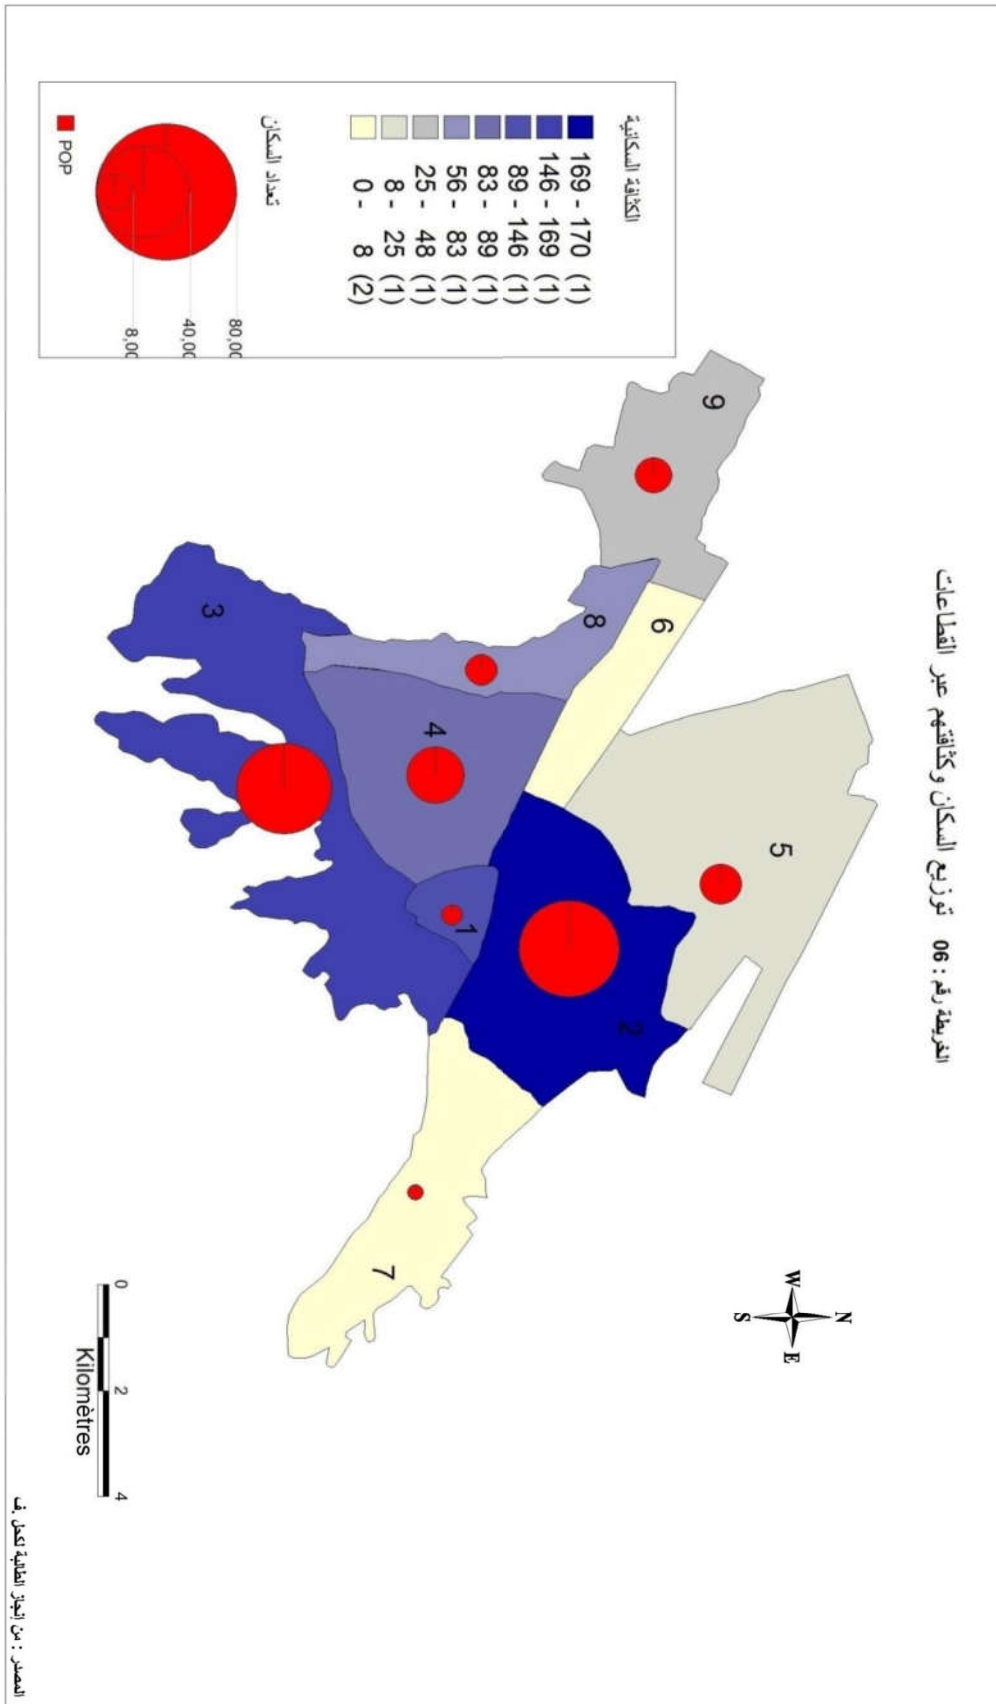 الخريطة رقم : 06 توزيع السكان وكثافتهم عبر القطاعات
الكثافة السكانية
169 - 170 (1)
146 - 169 (1)
89 - 146 (1)
83 - 89 (1)
56 - 83 (1)
25 - 48 (1)
8 - 25 (1)
0 - 8 (2)
تعداد السكان
80,00
40,00
8,00
POP
N
W
E
S
9
6
5
8
3
4
1
2
7
0 2 4
Kilomètres
المصدر : من إنجاز الطالبة لكحل .ف